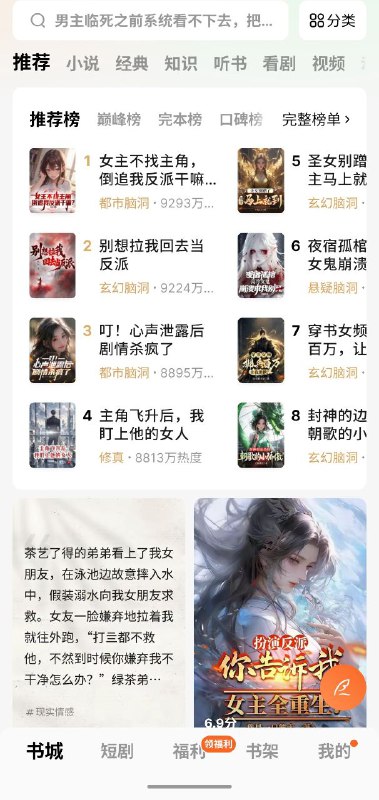 男主临死之前系统看不下去，把...
分类
推荐 小说 经典 知识 听书 看剧 视频
推荐榜 巅峰榜 完本榜 口碑榜 完整榜单
1 女主不找主角，
倒追我反派干嘛...
都市脑洞·9293万...
2 别想拉我回去当
反派
玄幻脑洞·9224万...
3 叮！心声泄露后
剧情杀疯了
都市脑洞·8895万...
4 主角飞升后，我
盯上他的女人
修真·8813万热度
5 圣女别蹭
主马上就
玄幻脑洞·
6 夜宿孤棺
女鬼崩溃
悬疑脑洞·
7 穿书女频
百万，让
玄幻脑洞·
8 封神的边
朝歌的小
玄幻脑洞·
茶艺了得的弟弟看上了我女
朋友，在泳池边故意摔入水
中，假装溺水向我女朋友求
救。女友一脸嫌弃地拉着我
就往外跑，“打三都不救
他，不然到时候你嫌弃我不
干净怎么办？” 绿茶弟...
#现实情感
扮演反派
你告诉我
女主全重生
6.9分
书城 短剧 福利 领福利 书架 我的